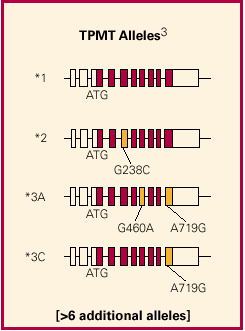 TPMT Alleles3
*1
ATG
*2
ATG
G238C
*3A
ATG
G460A A719G
*3C
ATG
A719G
[>6 additional alleles]